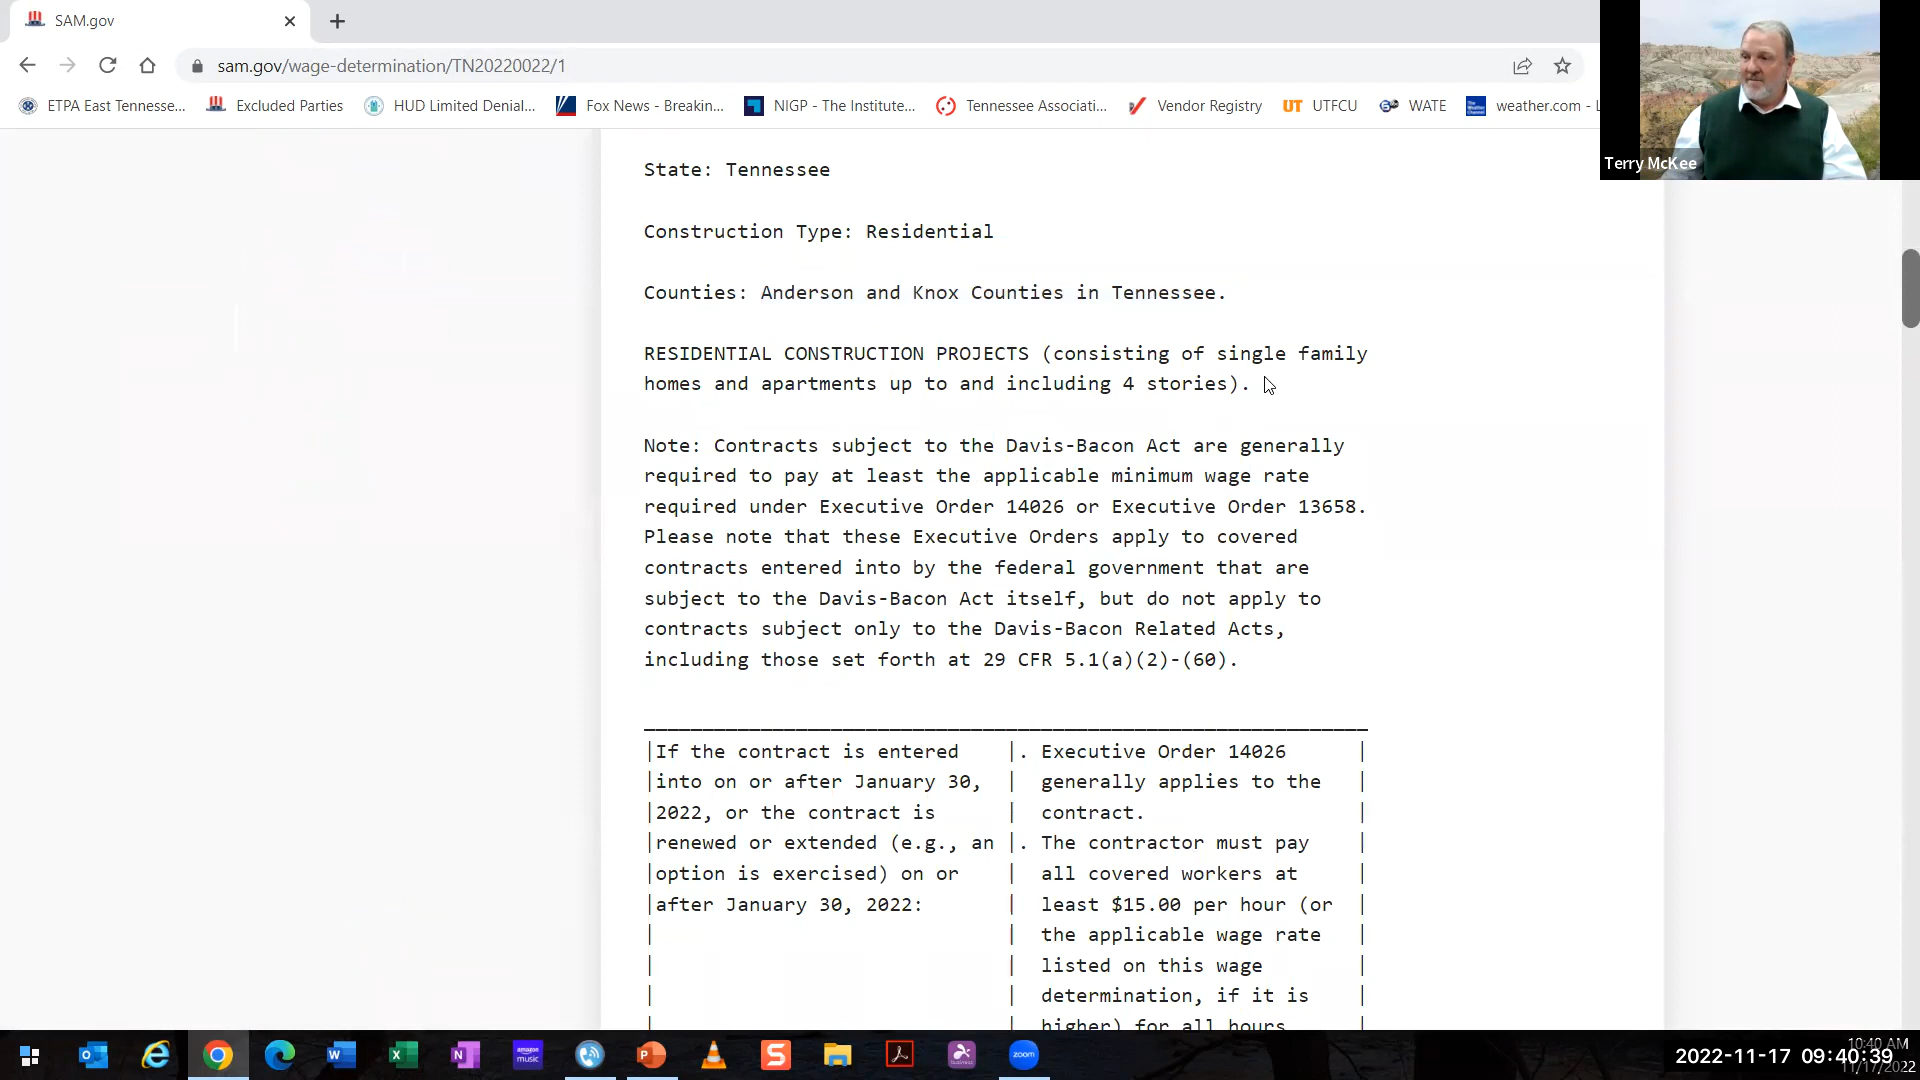 SAM.gov
sam.gov/wage-determination/TN20220022/1
ETPA East Tennesse...
Excluded Parties
HUD Limited Denial...
Fox News - Breakin...
NIGP - The Institute...
Tennessee Associati...
Vendor Registry
UT UTFCU
WATE
weather.com - L
Terry McKee
State: Tennessee
Construction Type: Residential
Counties: Anderson and Knox Counties in Tennessee.
RESIDENTIAL CONSTRUCTION PROJECTS (consisting of single family
homes and apartments up to and including 4 stories).
Note: Contracts subject to the Davis-Bacon Act are generally
required to pay at least the applicable minimum wage rate
required under Executive Order 14026 or Executive Order 13658.
Please note that these Executive Orders apply to covered
contracts entered into by the federal government that are
subject to the Davis-Bacon Act itself, but do not apply to
contracts subject only to the Davis-Bacon Related Acts,
including those set forth at 29 CFR 5.1(a)(2)-(60).
|If the contract is entered |. Executive Order 14026 |
|into on or after January 30, | generally applies to the |
|2022, or the contract is | contract. |
|renewed or extended (e.g., an |. The contractor must pay |
|option is exercised) on or | all covered workers at |
|after January 30, 2022: | least $15.00 per hour (or |
| | the applicable wage rate |
| | listed on this wage |
| | determination, if it is |
| | higher) for all hours |
amazon music
zoom
10:40 AM
2022-11-17 09:40:39
11/17/2022